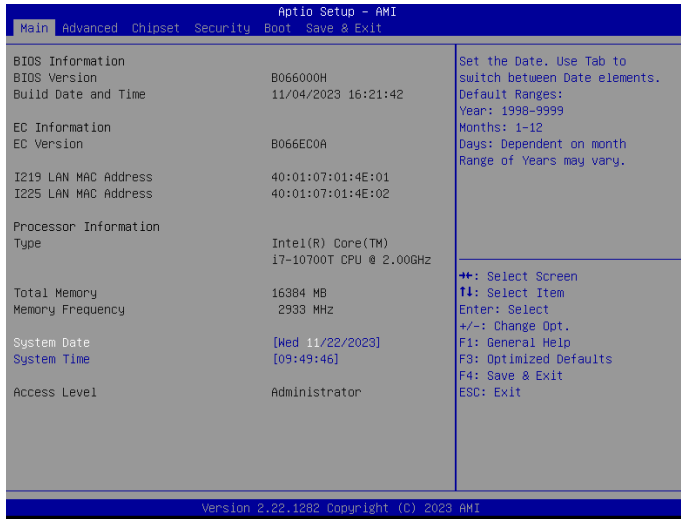 Aptio Setup - AMI
Main Advanced Chipset Security Boot Save & Exit
BIOS Information
BIOS Version B066000H
Build Date and Time 11/04/2023 16:21:42
EC Information
EC Version B066EC0A
I219 LAN MAC Address 40:01:07:01:4E:01
I225 LAN MAC Address 40:01:07:01:4E:02
Processor Information
Type Intel(R) Core(TM)
i7-10700T CPU @ 2.00GHz
Total Memory 16384 MB
Memory Frequency 2933 MHz
System Date [Wed 11/22/2023]
System Time [09:49:46]
Access Level Administrator
Set the Date. Use Tab to
switch between Date elements.
Default Ranges:
Year: 1998-9999
Months: 1-12
Days: Dependent on month
Range of Years may vary.
→←: Select Screen
↑↓: Select Item
Enter: Select
+/-: Change Opt.
F1: General Help
F3: Optimized Defaults
F4: Save & Exit
ESC: Exit
Version 2.22.1282 Copyright (C) 2023 AMI